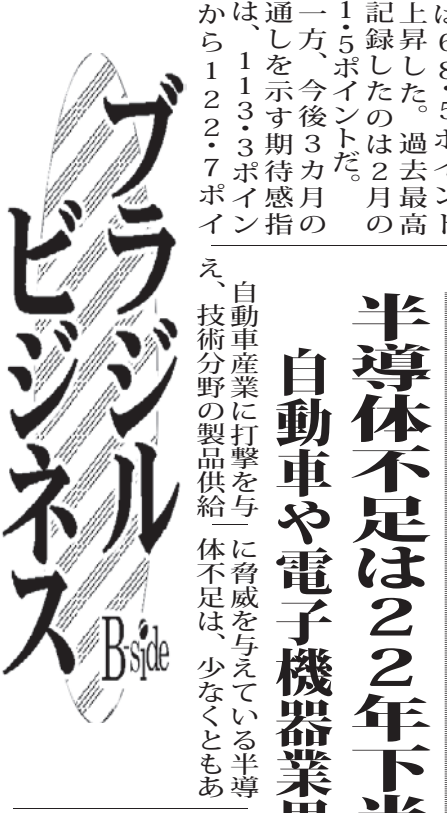 は68・5ポイント
上昇した。過去最高
記録したのは2月の
1・5ポイントだ。
一方、今後3カ月の
通しを示す期待感指
は、113・3ポイン
から122・7ポイ
半導体不足は22年下半
自動車や電子機器業界
自動車産業に打撃を与
え、技術分野の製品供給
に脅威を与えている半導
体不足は、少なくともあ
ブラジル
ビジネス
B-side